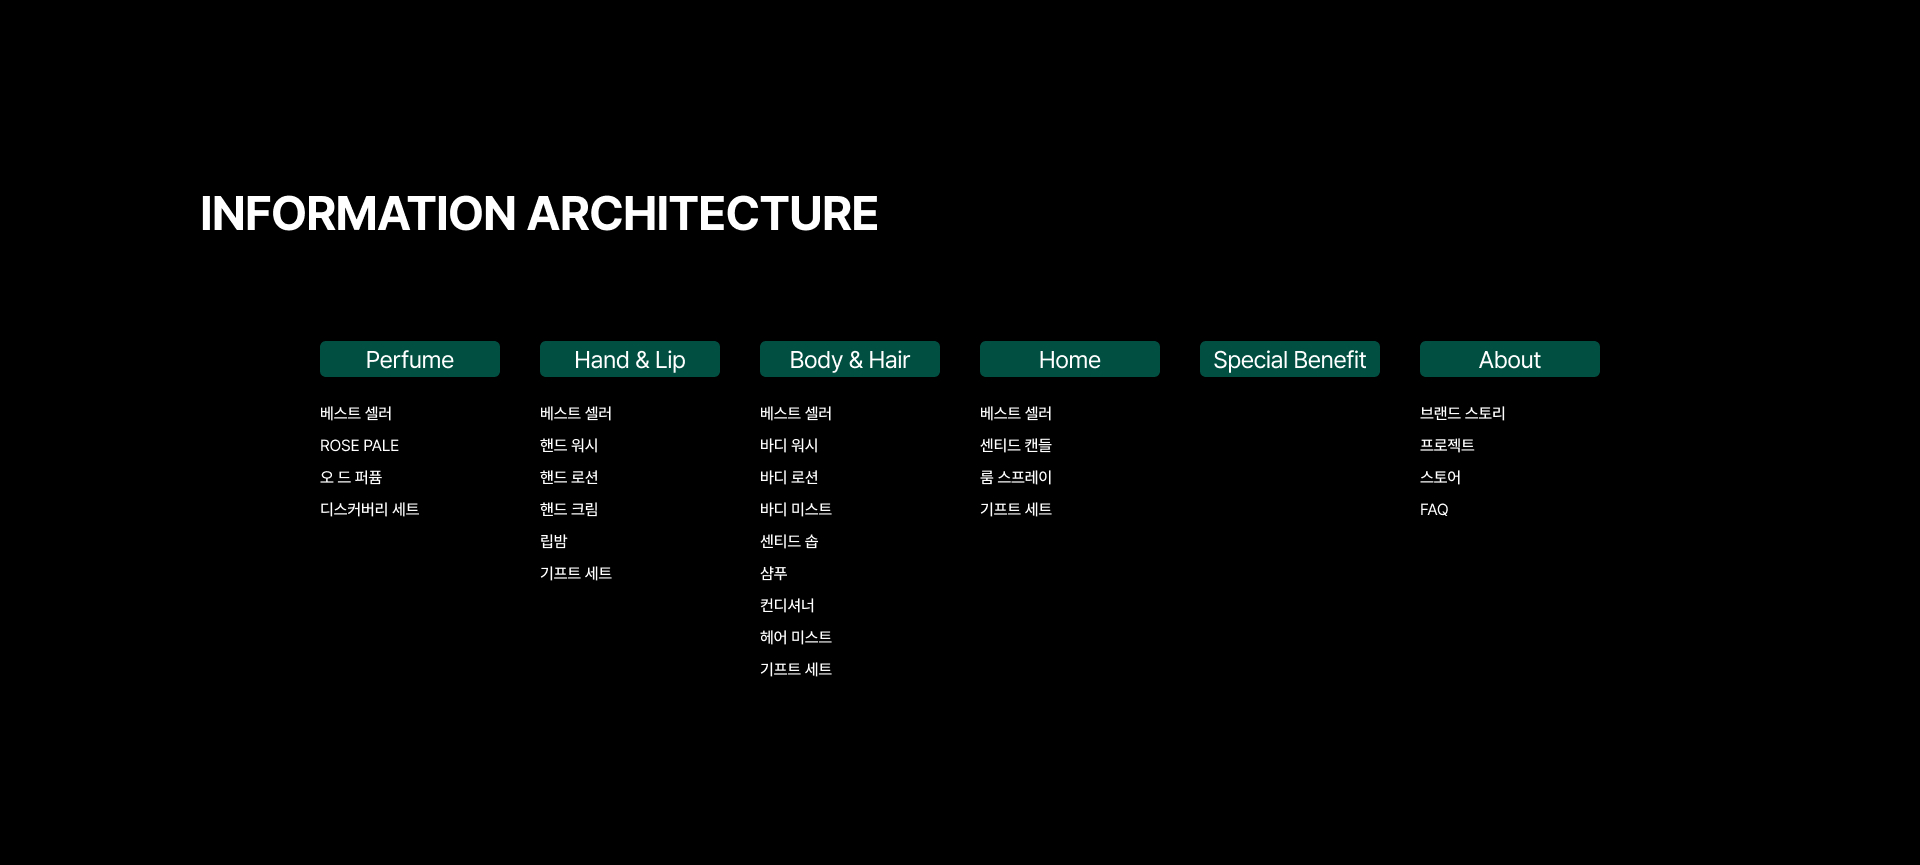 INFORMATION ARCHITECTURE
Perfume
베스트 셀러
ROSE PALE
오 드 퍼퓸
디스커버리 세트
Hand & Lip
베스트 셀러
핸드 워시
핸드 로션
핸드 크림
립밤
기프트 세트
Body & Hair
베스트 셀러
바디 워시
바디 로션
바디 미스트
센티드 솝
샴푸
컨디셔너
헤어 미스트
기프트 세트
Home
베스트 셀러
센티드 캔들
룸 스프레이
기프트 세트
Special Benefit
About
브랜드 스토리
프로젝트
스토어
FAQ